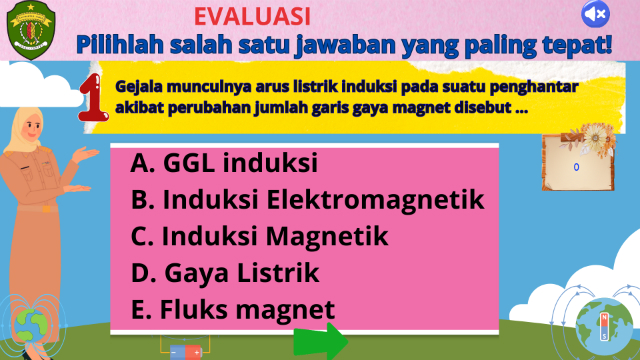 EVALUASI
Pilihlah salah satu jawaban yang paling tepat!
1
Gejala munculnya arus listrik induksi pada suatu penghantar
akibat perubahan jumlah garis gaya magnet disebut ...
0
A. GGL induksi
B. Induksi Elektromagnetik
C. Induksi Magnetik
D. Gaya Listrik
E. Fluks magnet
N
S
- +